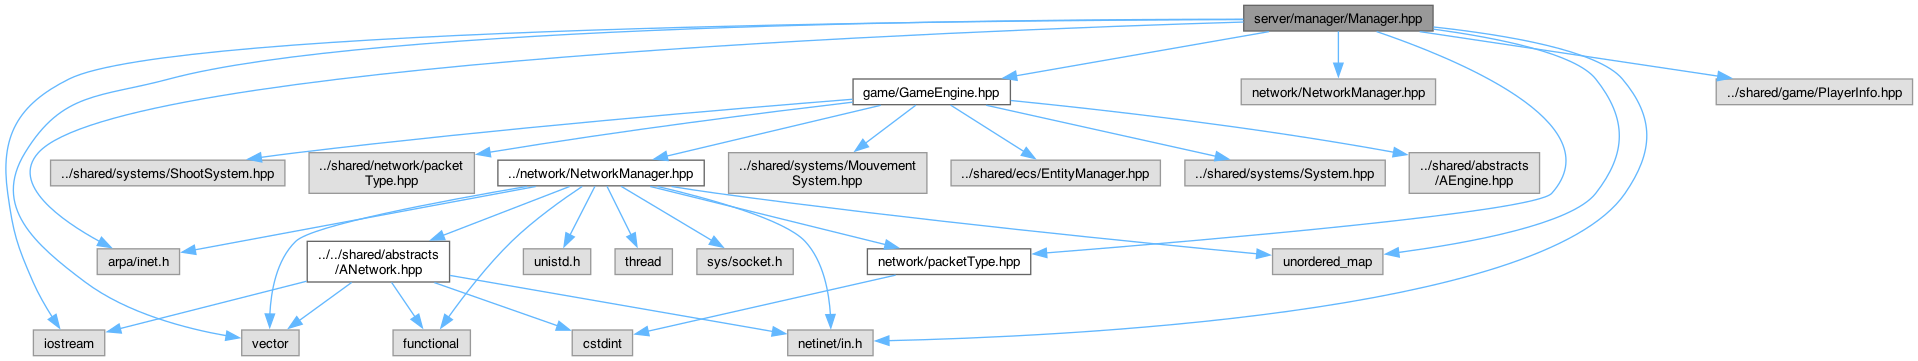 server/manager/Manager.hpp
game/GameEngine.hpp
network/NetworkManager.hpp
../shared/game/PlayerInfo.hpp
../shared/systems/ShootSystem.hpp
../shared/network/packet
Type.hpp
../network/NetworkManager.hpp
../shared/systems/Mouvement
System.hpp
../shared/ecs/EntityManager.hpp
../shared/systems/System.hpp
../shared/abstracts
/AEngine.hpp
arpa/inet.h
../../shared/abstracts
/ANetwork.hpp
unistd.h
thread
sys/socket.h
network/packetType.hpp
unordered_map
iostream
vector
functional
cstdint
netinet/in.h